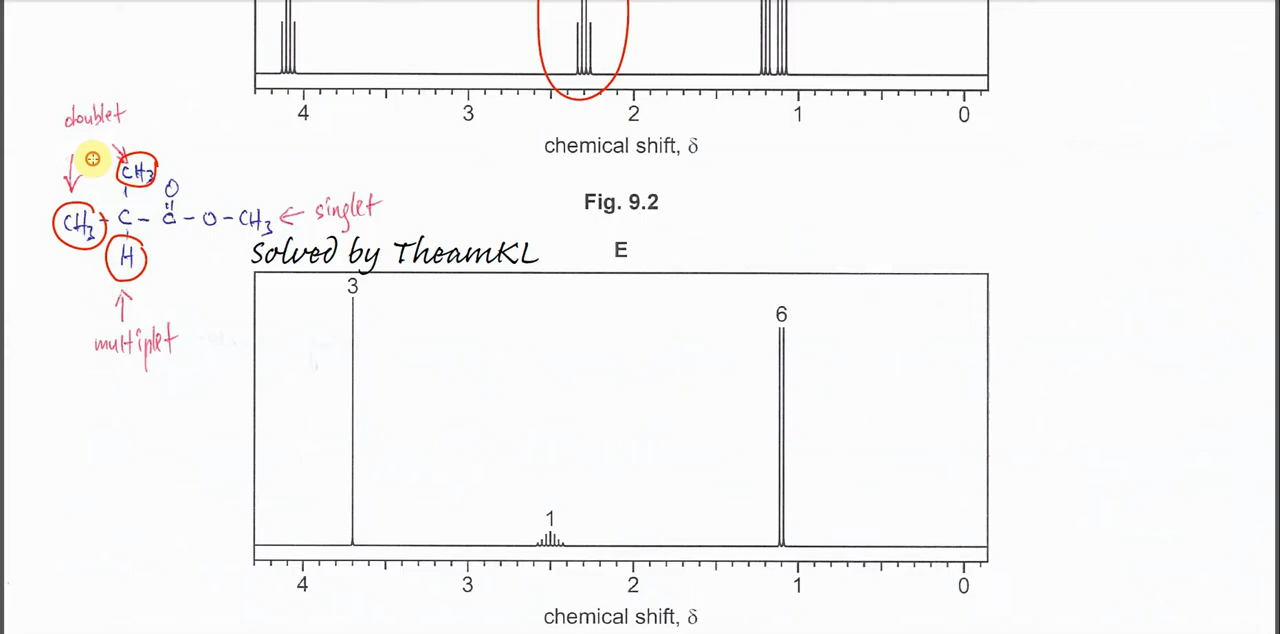 4 3 2 1 0
chemical shift, δ
doublet
CH3
O
CH3 - C - C - O - CH3 ← singlet
H
multiplet
Fig. 9.2
Solved by TheamKL
E
3
6
1
4 3 2 1 0
chemical shift, δ